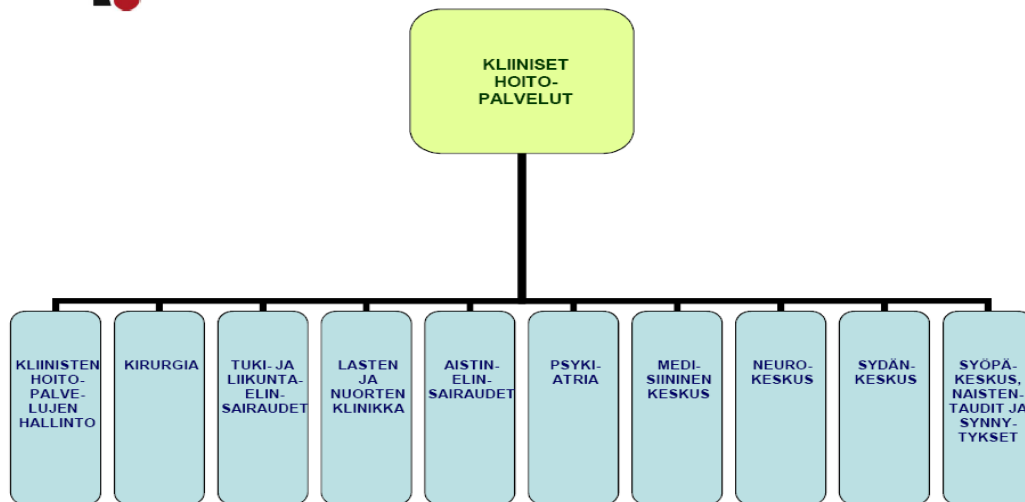 KLIINISET
HOITO-
PALVELUT
KLIINISTEN
HOITO-
PALVE-
LUJEN
HALLINTO
KIRURGIA
TUKI- JA
LIIKUNTA-
ELIN-
SAIRAUDET
LASTEN
JA
NUORTEN
KLINIKKA
AISTIN-
ELIN-
SAIRAUDET
PSYKI-
ATRIA
MEDI-
SIININEN
KESKUS
NEURO-
KESKUS
SYDÄN-
KESKUS
SYÖPÄ-
KESKUS,
NAISTEN-
TAUDIT JA
SYNNY-
TYKSET